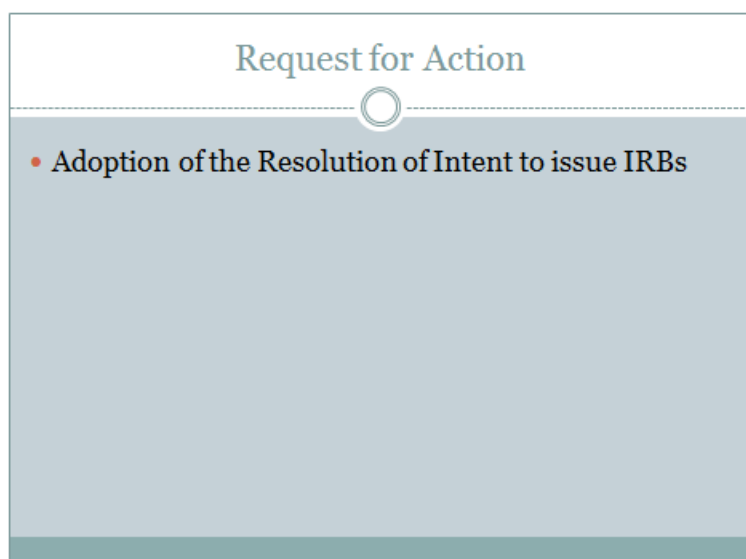 Request for Action
• Adoption of the Resolution of Intent to issue IRBs